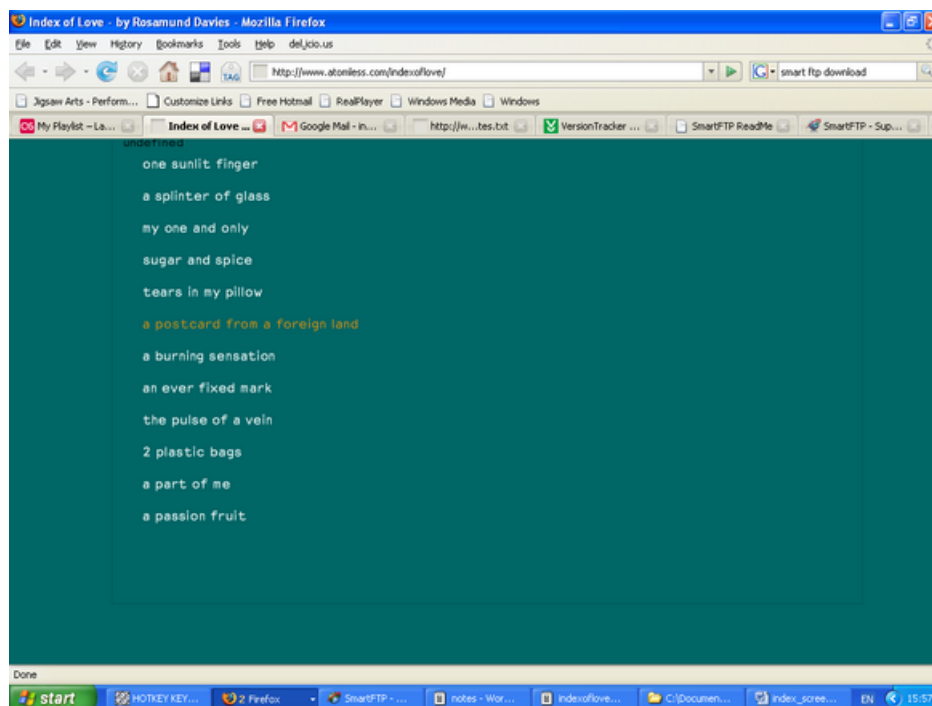 Index of Love - by Rosamund Davies - Mozilla Firefox
File Edit View History Bookmarks Tools Help del.icio.us
http://www.atomless.com/indexoflove/ smart ftp download
TAG
Jigsaw Arts - Perform... Customize Links Free Hotmail RealPlayer Windows Media Windows
My Playlist – La... Index of Love ... Google Mail - in... http://w...tes.txt VersionTracker ... SmartFTP ReadMe SmartFTP - Sup...
undefined
one sunlit finger
a splinter of glass
my one and only
sugar and spice
tears in my pillow
a postcard from a foreign land
a burning sensation
an ever fixed mark
the pulse of a vein
2 plastic bags
a part of me
a passion fruit
Done
start HOTKEY KEY... 2 Firefox SmartFTP - ... notes - Wor... indexoflove... C:\Documen... index_scree... EN 15:57